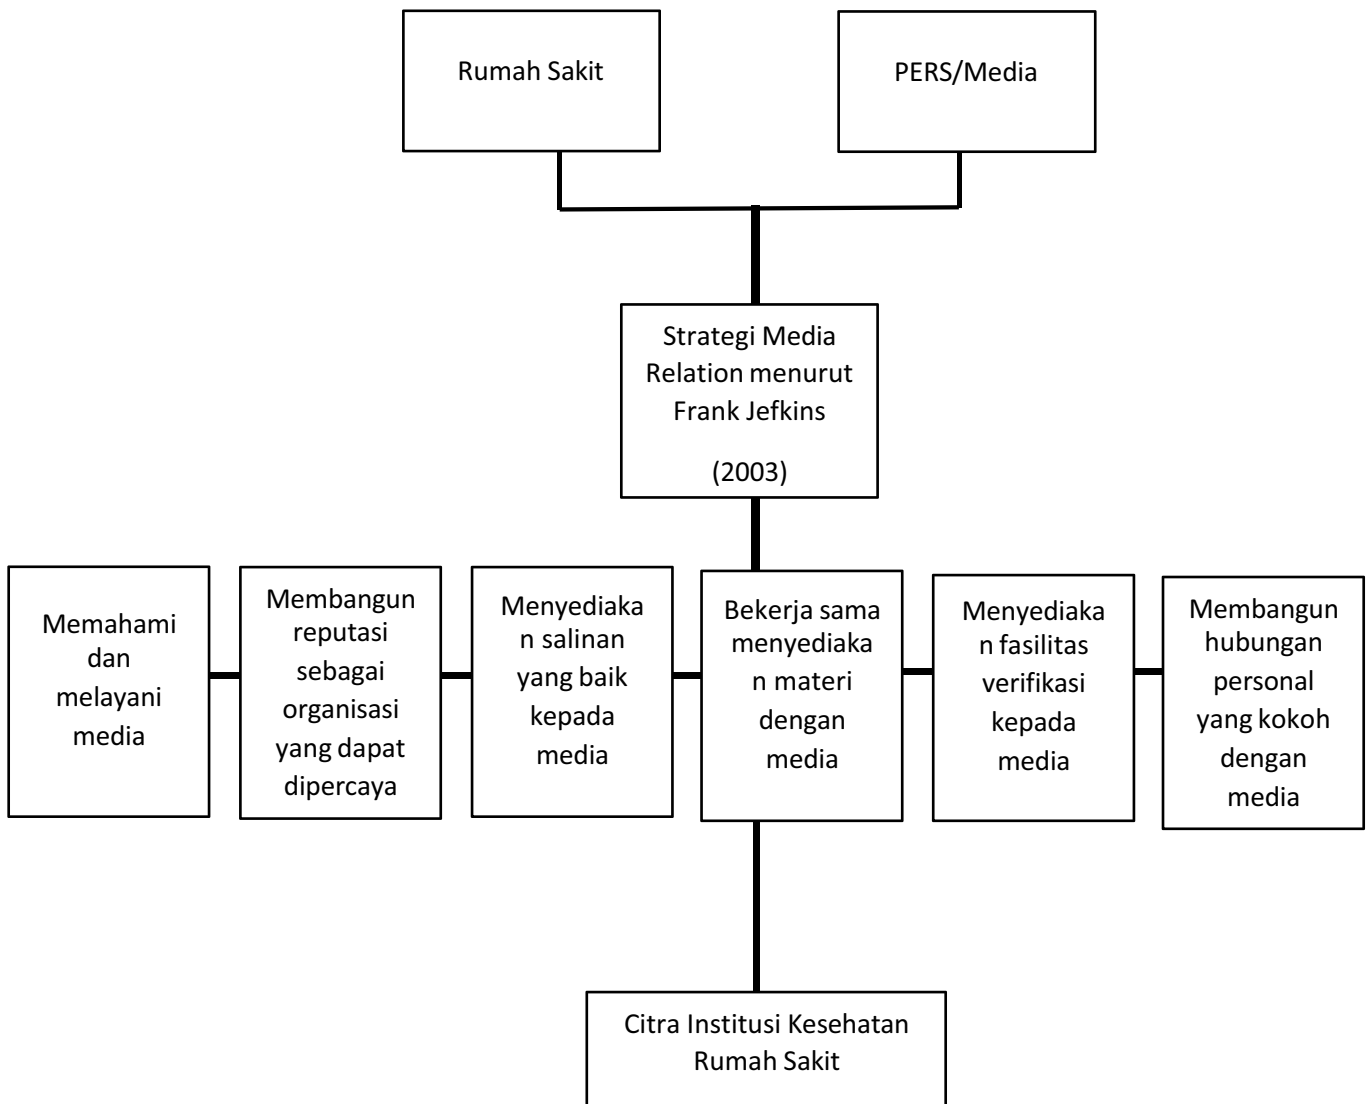 Rumah Sakit
PERS/Media
Strategi Media
Relation menurut
Frank Jefkins
(2003)
Memahami
dan
melayani
media
Membangun
reputasi
sebagai
organisasi
yang dapat
dipercaya
Menyediaka
n salinan
yang baik
kepada
media
Bekerja sama
menyediaka
n materi
dengan
media
Menyediaka
n fasilitas
verifikasi
kepada
media
Membangun
hubungan
personal
yang kokoh
dengan
media
Citra Institusi Kesehatan
Rumah Sakit